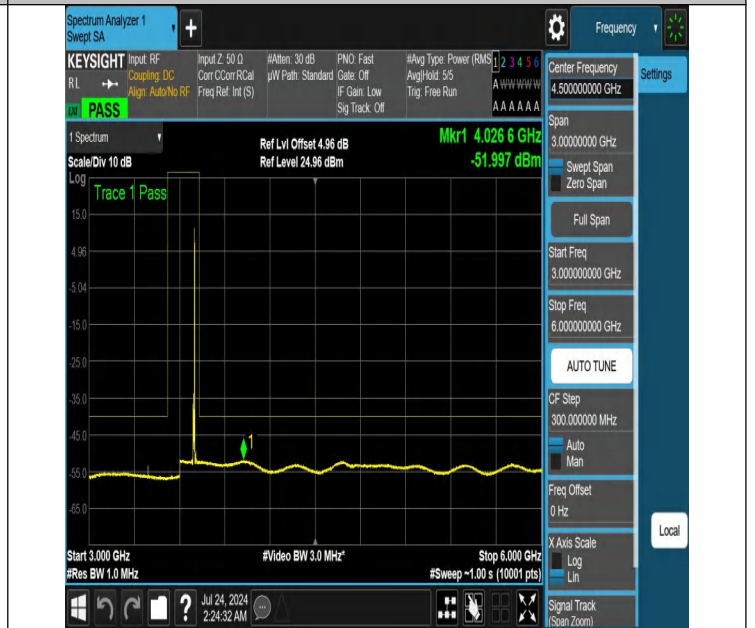 Spectrum Analyzer 1
Swept SA
+
Frequency
KEYSIGHT
RL
PASS
Input: RF
Coupling: DC
Align: Auto/No RF
Input Z: 50 Ω
Corr CCorr RCal
Freq Ref: Int (S)
#Atten: 30 dB
µW Path: Standard
PNO: Fast
Gate: Off
IF Gain: Low
Sig Track: Off
#Avg Type: Power (RMS
Avg|Hold: 5/5
Trig: Free Run
1 2 3 4 5 6
A W W W W W
A A A A A A
1 Spectrum
Scale/Div 10 dB
Ref Lvl Offset 4.96 dB
Ref Level 24.96 dBm
Mkr1 4.026 6 GHz
-51.997 dBm
Log
Trace 1 Pass
15.0
4.96
-5.04
-15.0
-25.0
-35.0
-45.0
-55.0
-65.0
1
Start 3.000 GHz
#Res BW 1.0 MHz
#Video BW 3.0 MHz*
Stop 6.000 GHz
#Sweep ~1.00 s (10001 pts)
Center Frequency
4.500000000 GHz
Settings
Span
3.00000000 GHz
Swept Span
Zero Span
Full Span
Start Freq
3.000000000 GHz
Stop Freq
6.000000000 GHz
AUTO TUNE
CF Step
300.000000 MHz
Auto
Man
Freq Offset
0 Hz
X Axis Scale
Log
Lin
Local
Signal Track
(Span Zoom)
?
Jul 24, 2024
2:24:32 AM